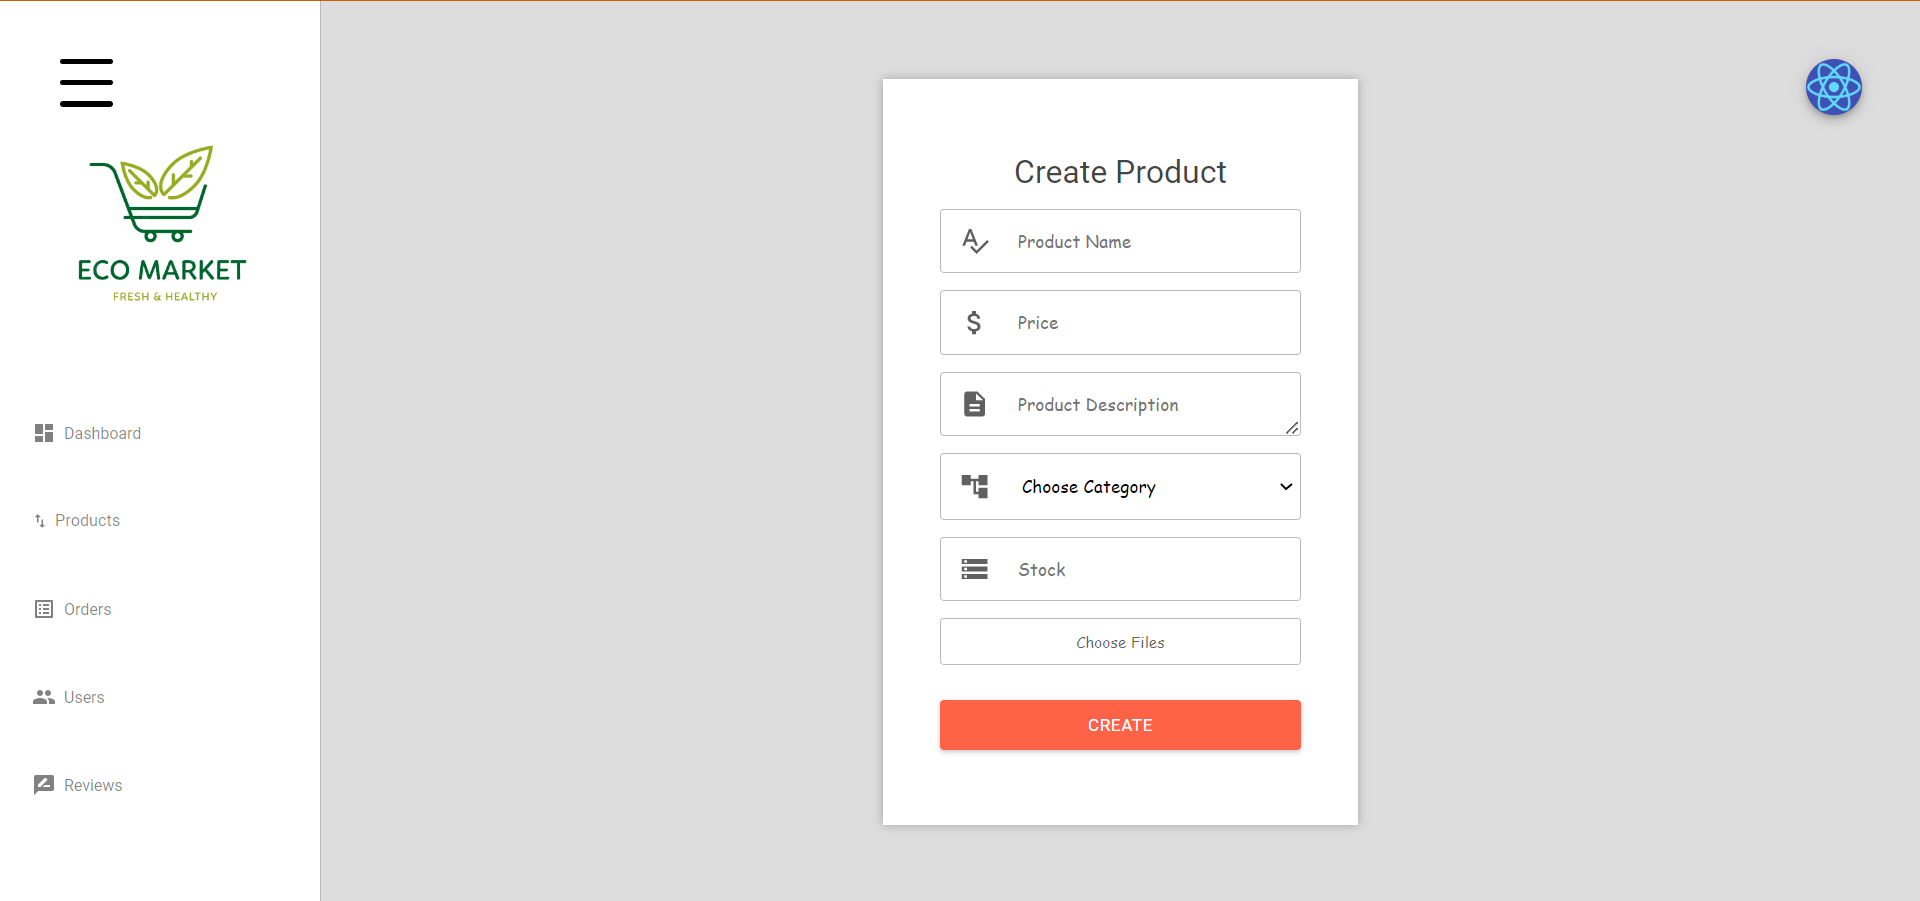 ECO MARKET
FRESH & HEALTHY
Dashboard
Products
Orders
Users
Reviews
Create Product
Product Name
Price
Product Description
Choose Category
Stock
Choose Files
CREATE